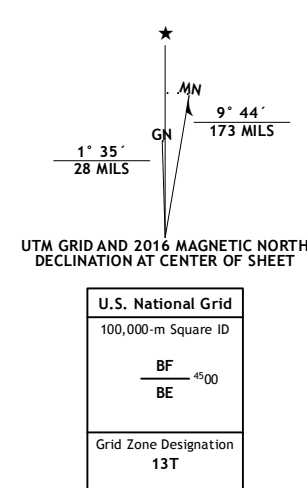 ★
MN
GN
9° 44´
173 MILS
1° 35´
28 MILS
UTM GRID AND 2016 MAGNETIC NORTH
DECLINATION AT CENTER OF SHEET
U.S. National Grid
100,000-m Square ID
BF
4500
BE
Grid Zone Designation
13T